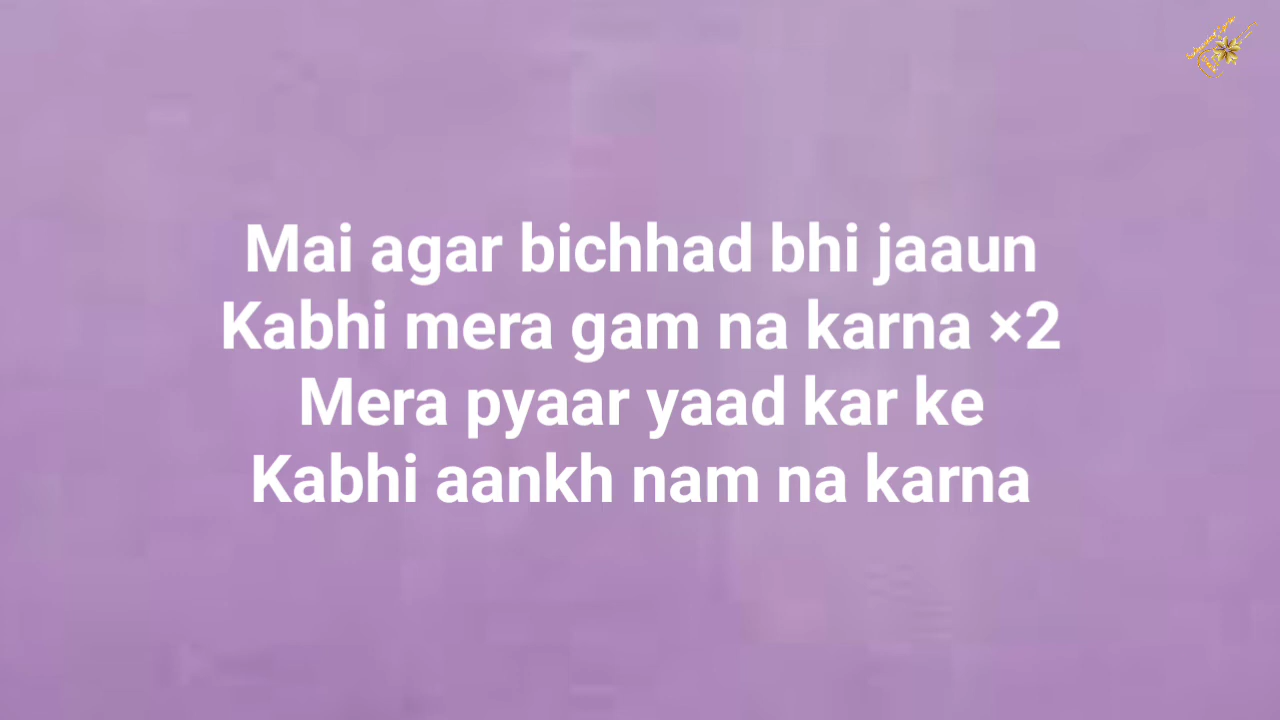 Mai agar bichhad bhi jaaun
Kabhi mera gam na karna ×2
Mera pyaar yaad kar ke
Kabhi aankh nam na karna